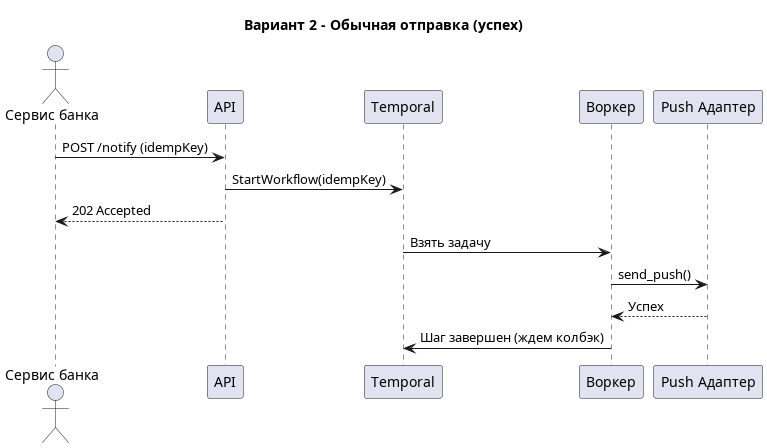 Вариант 2 - Обычная отправка (успех)
Сервис банка
API
Temporal
Воркер
Push Адаптер
POST /notify (idempKey)
StartWorkflow(idempKey)
202 Accepted
Взять задачу
send_push()
Успех
Шаг завершен (ждем колбэк)
Сервис банка
API
Temporal
Воркер
Push Адаптер